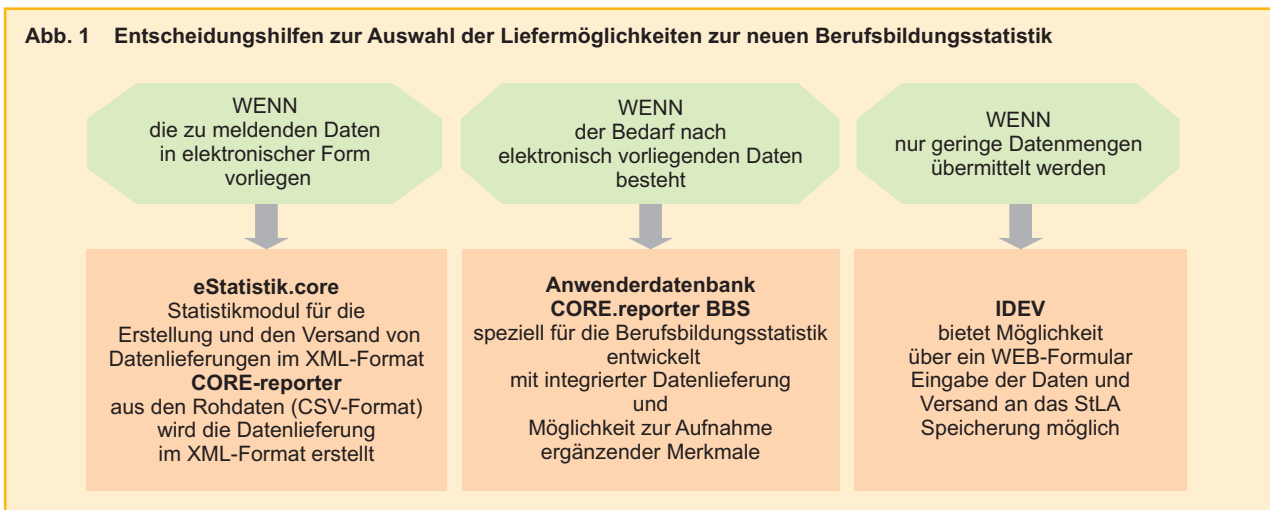 Abb. 1 Entscheidungshilfen zur Auswahl der Liefermöglichkeiten zur neuen Berufsbildungsstatistik
WENN
die zu meldenden Daten
in elektronischer Form
vorliegen
WENN
der Bedarf nach
elektronisch vorliegenden Daten
besteht
WENN
nur geringe Datenmengen
übermittelt werden
eStatistik.core
Statistikmodul für die
Erstellung und den Versand von
Datenlieferungen im XML-Format
CORE-reporter
aus den Rohdaten (CSV-Format)
wird die Datenlieferung
im XML-Format erstellt
Anwenderdatenbank
CORE.reporter BBS
speziell für die Berufsbildungsstatistik
entwickelt
mit integrierter Datenlieferung
und
Möglichkeit zur Aufnahme
ergänzender Merkmale
IDEV
bietet Möglichkeit
über ein WEB-Formular
Eingabe der Daten und
Versand an das StLA
Speicherung möglich